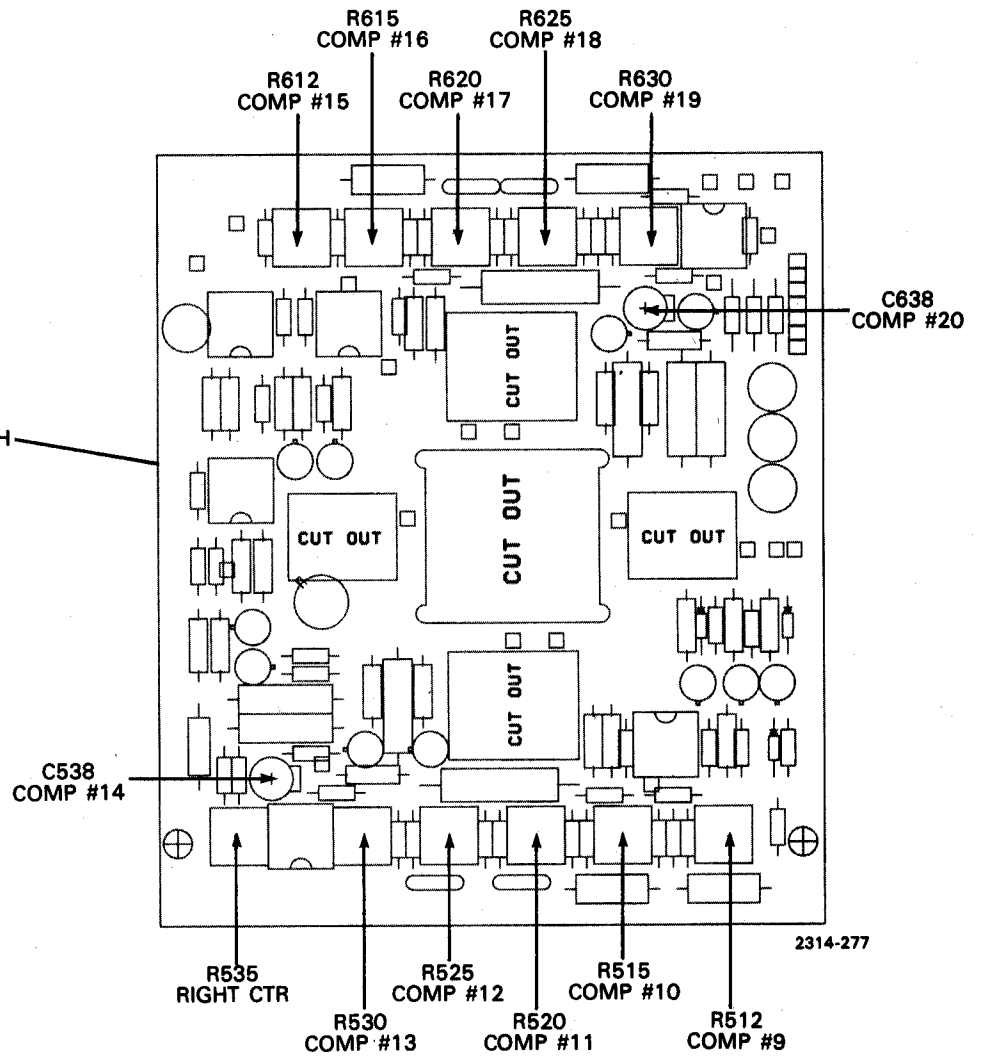 R615
COMP #16
R625
COMP #18
R612
COMP #15
R620
COMP #17
R630
COMP #19
C638
COMP #20
CUT OUT
CUT OUT
CUT OUT
CUT OUT
CUT OUT
C538
COMP #14
2314-277
R535
RIGHT CTR
R525
COMP #12
R515
COMP #10
R530
COMP #13
R520
COMP #11
R512
COMP #9